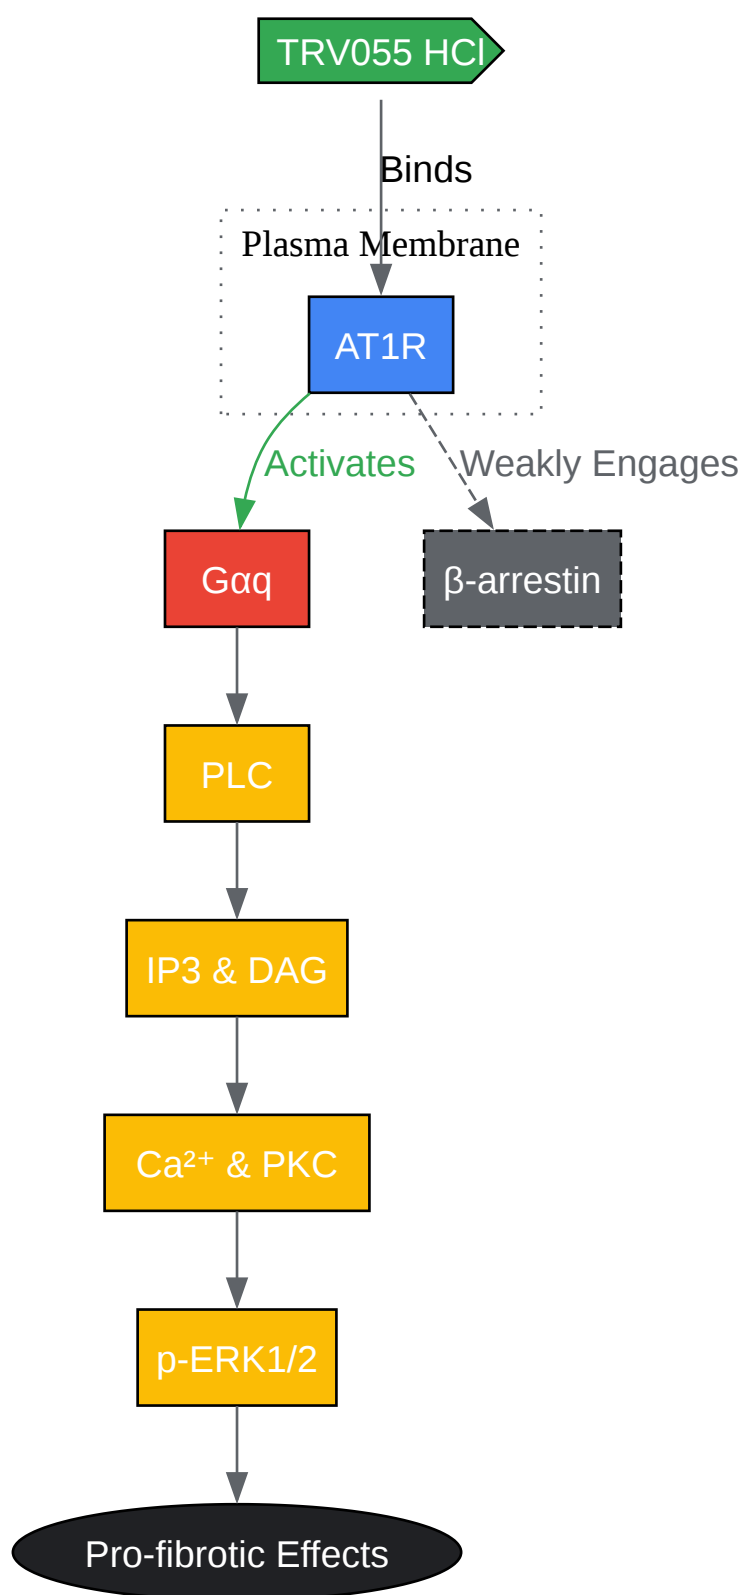 TRV055 HCl
Binds
Plasma Membrane
AT1R
Activates
Weakly Engages
Gαq
β-arrestin
PLC
IP3 & DAG
Ca²⁺ & PKC
p-ERK1/2
Pro-fibrotic Effects